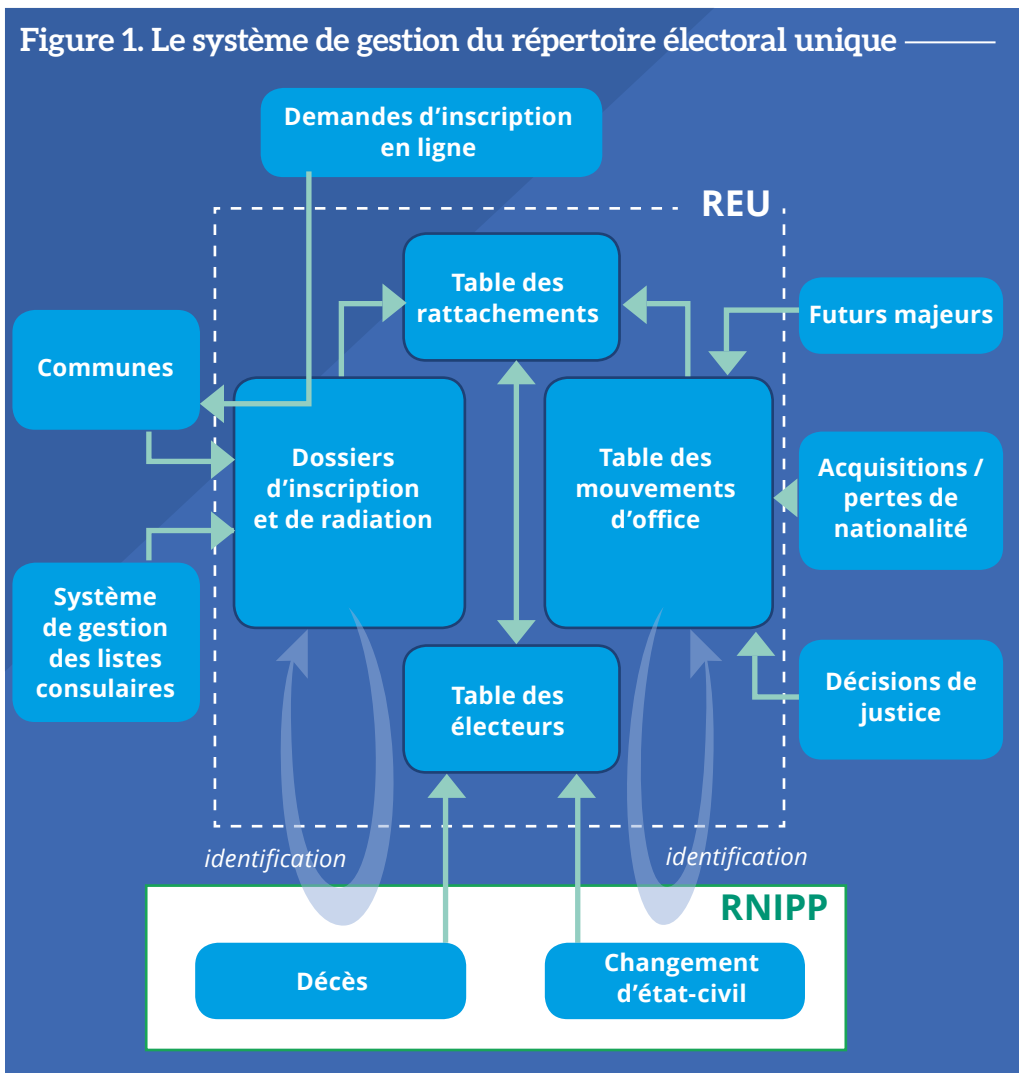 Figure 1. Le système de gestion du répertoire électoral unique
Demandes d’inscription
en ligne
REU
Table des
rattachements
Futurs majeurs
Communes
Dossiers
d’inscription
et de radiation
Table des
mouvements
d’office
Acquisitions /
pertes de
nationalité
Système
de gestion
des listes
consulaires
Table des
électeurs
Décisions de
justice
identification
identification
RNIPP
Décès
Changement
d’état-civil